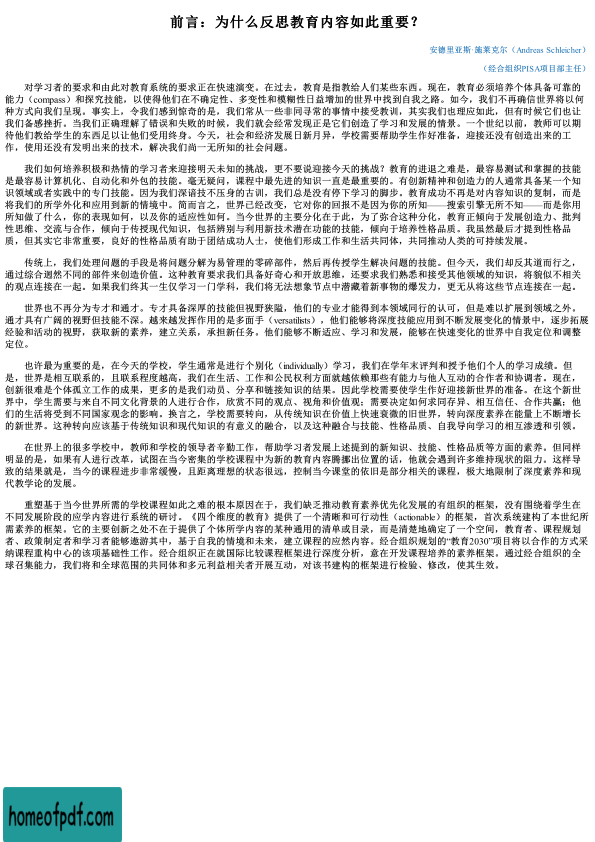 前言：为什么反思教育内容如此重要？
安德里亚斯·施莱克尔（Andreas Schleicher）
（经合组织PISA项目部主任）
对学习者的要求和由此对教育系统的要求正在快速演变。在过去，教育是指教给人们某些东西。现在，教育必须培养个体具备可靠的
能力（compass）和探究技能，以使得他们在不确定性、多变性和模糊性日益增加的世界中找到自我之路。如今，我们不再确信世界将以何
种方式向我们呈现。事实上，令我们感到惊奇的是，我们常从一些非同寻常的事情中接受教训，其实我们也理应如此，但有时候它们也让
我们备感挫折。当我们正确理解了错误和失败的时候，我们就会经常发现正是它们创造了学习和发展的情景。一个世纪以前，教师可以期
待他们教给学生的东西足以让他们受用终身。今天，社会和经济发展日新月异，学校需要帮助学生作好准备，迎接还没有创造出来的工
作，使用还没有发明出来的技术，解决我们尚一无所知的社会问题。
我们如何培养积极和热情的学习者来迎接明天未知的挑战，更不要说迎接今天的挑战？教育的进退之难是，最容易测试和掌握的技能
是最容易计算机化、自动化和外包的技能。毫无疑问，课程中最先进的知识一直是最重要的。有创新精神和创造力的人通常具备某一个知
识领域或者实践中的专门技能。因为我们深谙技不压身的古训，我们总是没有停下学习的脚步。教育成功不再是对内容知识的复制，而是
将我们的所学外化和应用到新的情境中。简而言之，世界已经改变，它对你的回报不是因为你的所知——搜索引擎无所不知——而是你用
所知做了什么，你的表现如何，以及你的适应性如何。当今世界的主要分化在于此，为了弥合这种分化，教育正倾向于发展创造力、批判
性思维、交流与合作，倾向于传授现代知识，包括辨别与利用新技术潜在功能的技能，倾向于培养性格品质。我虽然最后才提到性格品
质，但其实它非常重要，良好的性格品质有助于团结成功人士，使他们形成工作和生活共同体，共同推动人类的可持续发展。
传统上，我们处理问题的手段是将问题分解为易管理的零碎部件，然后再传授学生解决问题的技能。但今天，我们却反其道而行之，
通过综合迥然不同的部件来创造价值。这种教育要求我们具备好奇心和开放思维，还要求我们熟悉和接受其他领域的知识，将貌似不相关
的观点连接在一起。如果我们终其一生仅学习一门学科，我们将无法想象节点中潜藏着新事物的爆发力，更无从将这些节点连接在一起。
世界也不再分为专才和通才。专才具备深厚的技能但视野狭隘，他们的专业才能得到本领域同行的认可，但是难以扩展到领域之外。
通才具有广阔的视野但技能不深。越来越发挥作用的是多面手（versatilists），他们能够将深度技能应用到不断发展变化的情景中，逐步拓展
经验和活动的视野，获取新的素养，建立关系，承担新任务。他们能够不断适应、学习和发展，能够在快速变化的世界中自我定位和调整
定位。
也许最为重要的是，在今天的学校，学生通常是进行个别化（individually）学习，我们在学年末评判和授予他们个人的学习成绩。但
是，世界是相互联系的，且联系程度越高，我们在生活、工作和公民权利方面就越依赖那些有能力与他人互动的合作者和协调者。现在，
创新很难是个体孤立工作的成果，更多的是我们动员、分享和链接知识的结果。因此学校需要使学生作好迎接新世界的准备。在这个新世
界中，学生需要与来自不同文化背景的人进行合作，欣赏不同的观点、视角和价值观；需要决定如何求同存异、相互信任、合作共赢；他
们的生活将受到不同国家观念的影响。换言之，学校需要转向，从传统知识在价值上快速衰微的旧世界，转向深度素养在能量上不断增长
的新世界。这种转向应该基于传统知识和现代知识的有意义的融合，以及这种融合与技能、性格品质、自我导向学习的相互渗透和引领。
在世界上的很多学校中，教师和学校的领导者辛勤工作，帮助学习者发展上述提到的新知识、技能、性格品质等方面的素养。但同样
明显的是，如果有人进行改革，试图在当今密集的学校课程中为新的教育内容腾挪出位置的话，他就会遇到许多维持现状的阻力。这样导
致的结果就是，当今的课程进步非常缓慢，且距离理想的状态很远，控制当今课堂的依旧是部分相关的课程，极大地限制了深度素养和现
代教学论的发展。
重塑基于当今世界所需的学校课程如此之难的根本原因在于，我们缺乏推动教育素养优先化发展的有组织的框架，没有围绕着学生在
不同发展阶段的应学内容进行系统的研讨。《四个维度的教育》提供了一个清晰和可行动性（actionable）的框架，首次系统建构了本世纪所
需素养的框架。它的主要创新之处不在于提供了个体所学内容的某种通用的清单或目录，而是清楚地确定了一个空间，教育者、课程规划
者、政策制定者和学习者能够遨游其中，基于自我的情境和未来，建立课程的应然内容。经合组织规划的“教育2030”项目将以合作的方式采
纳课程重构中心的该项基础性工作。经合组织正在就国际比较课程框架进行深度分析，意在开发课程培养的素养框架。通过经合组织的全
球召集能力，我们将和全球范围的共同体和多元利益相关者开展互动，对该书建构的框架进行检验、修改，使其生效。
homeofpdf.com